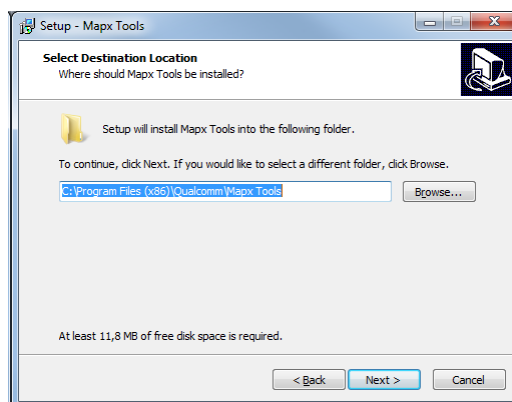 Setup - Mapx Tools
Select Destination Location
Where should Mapx Tools be installed?
Setup will install Mapx Tools into the following folder.
To continue, click Next. If you would like to select a different folder, click Browse.
C:\Program Files (x86)\Qualcomm\Mapx Tools
Browse...
At least 11,8 MB of free disk space is required.
< Back Next > Cancel